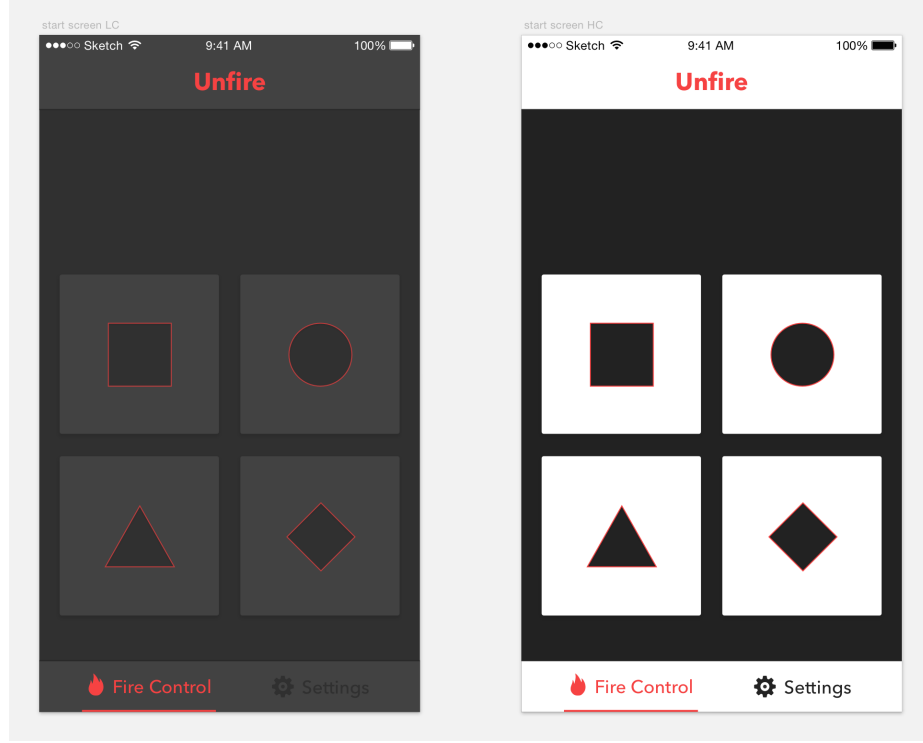 start screen LC
Sketch 9:41 AM 100%
Unfire
Fire Control Settings
start screen HC
Sketch 9:41 AM 100%
Unfire
Fire Control Settings